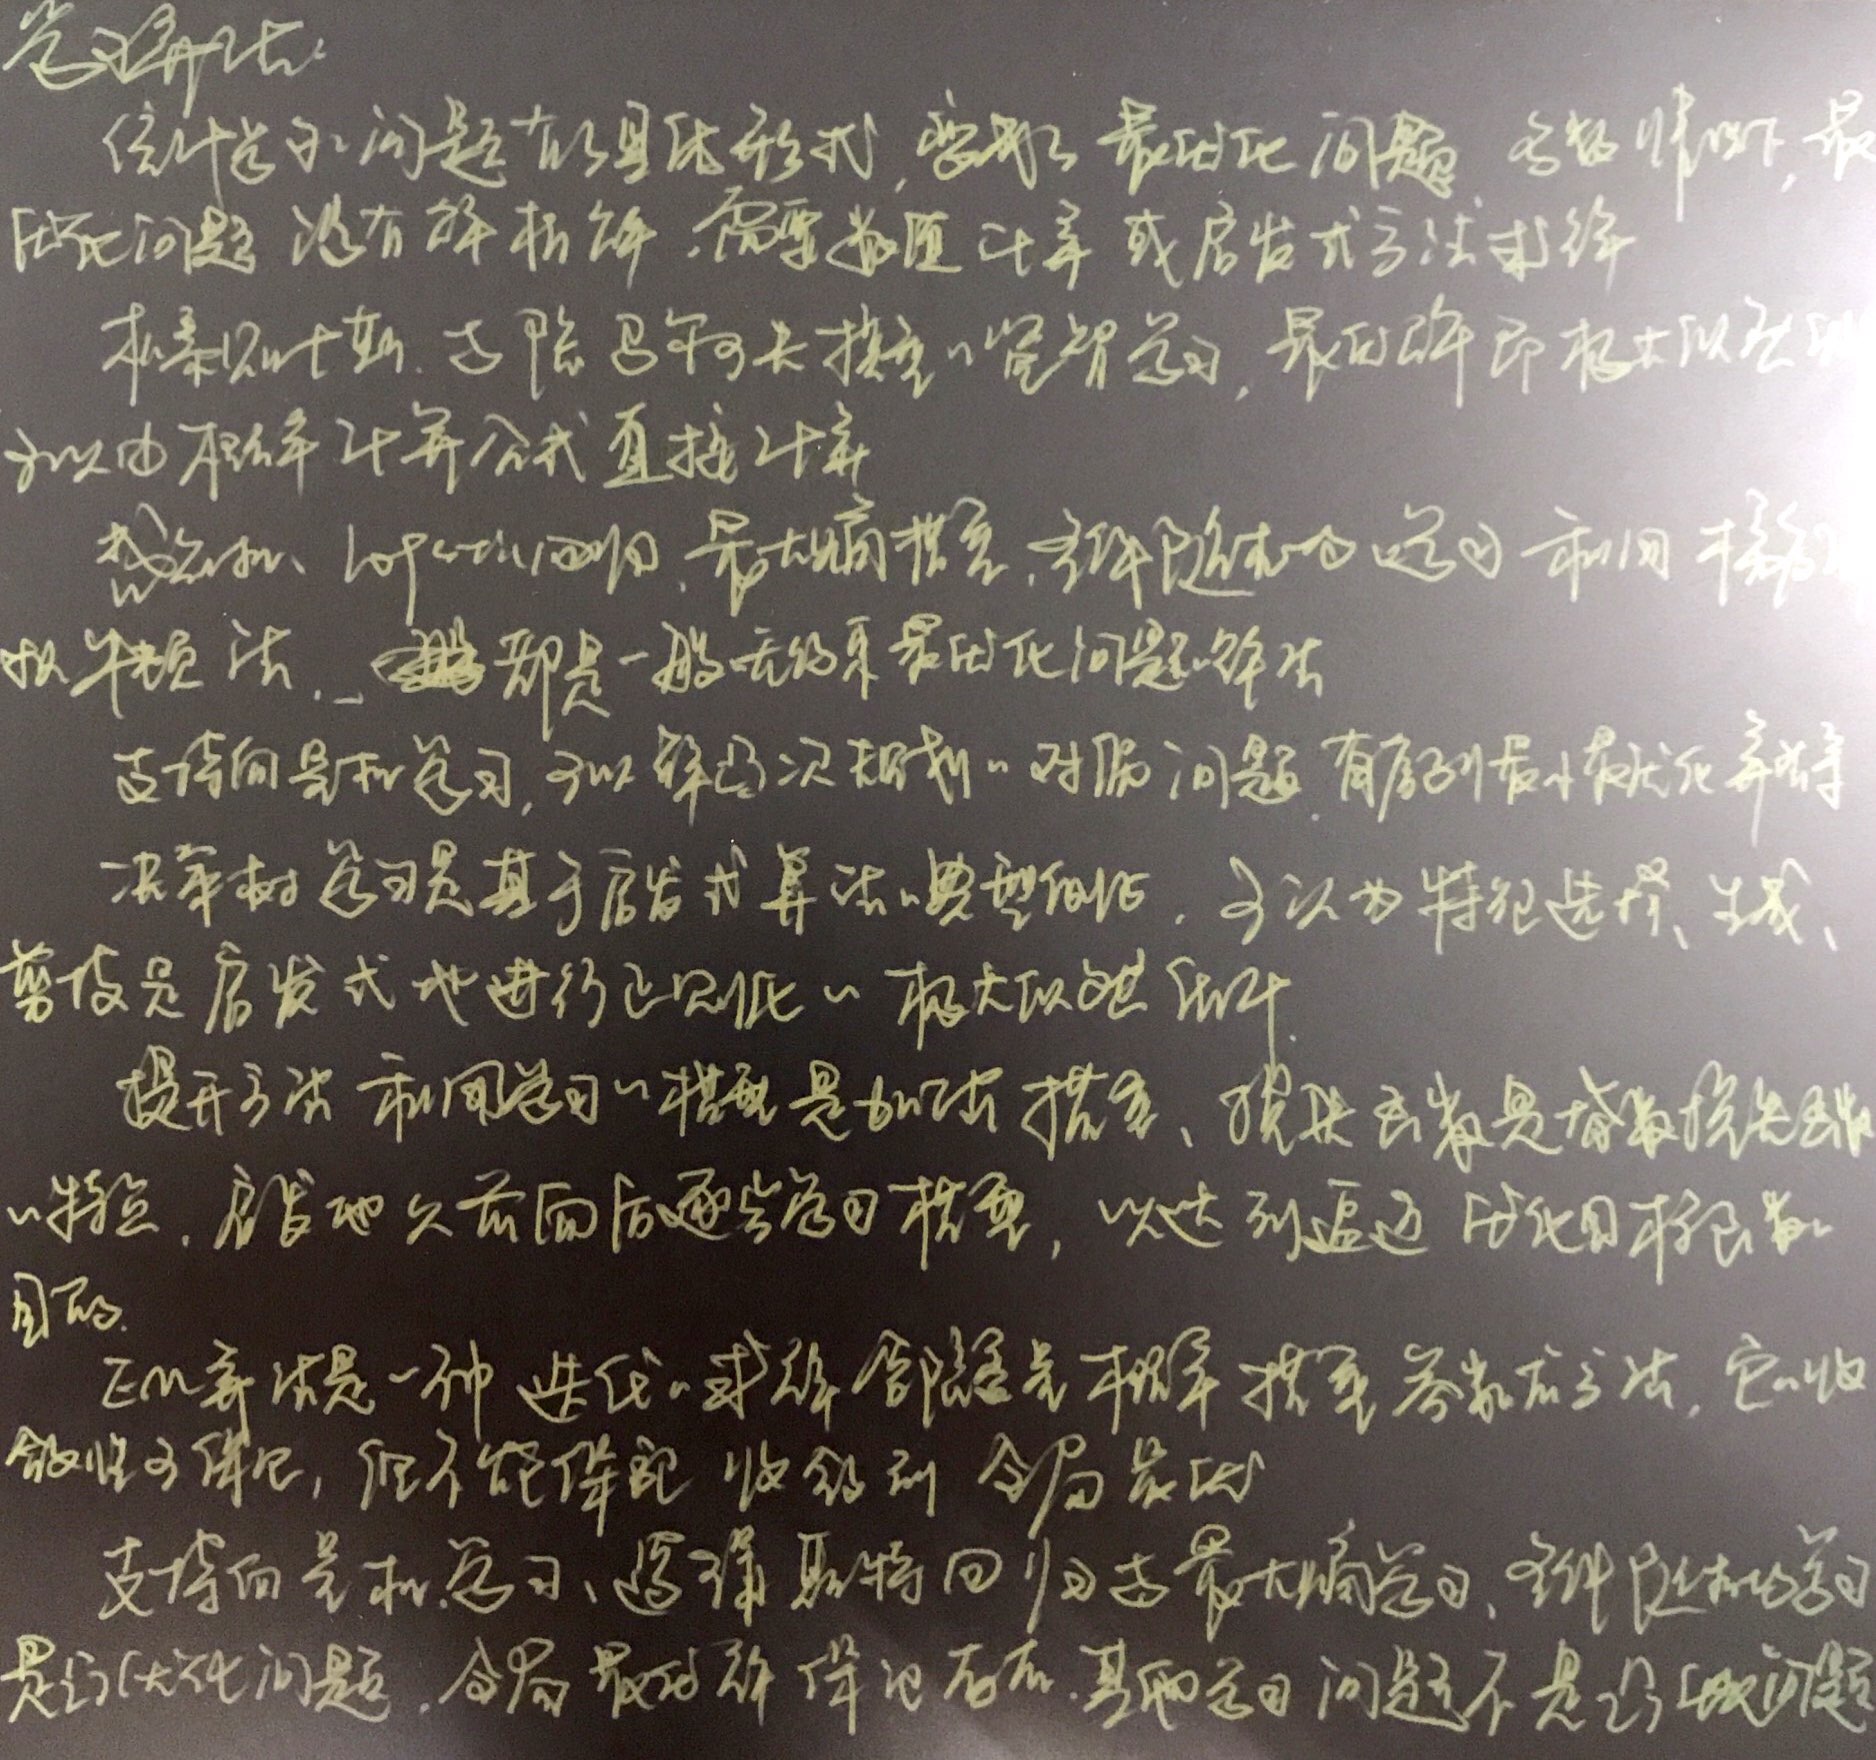 学习算法
统计学习问题有了具体形式,变成了最优化问题,多数情况下,最
优化问题没有解析解,需要数值计算或启发式方法求解
朴素贝叶斯、与隐马尔可夫模型的监督学习,最优解即极大似然
可以由概率计算公式直接计算
感知机、logistic回归、最大熵模型、条件随机场学习利用梯度
拟牛顿法.都是一般无约束最优化问题的解法
支持向量机学习,可以解凸二次规划的对偶问题.有序列最小最优化算法等
决策树学习是基于启发式算法的典型例子.可认为特征选择、生成、
剪枝是启发式地进行正则化的极大似然估计.
提升方法利用学习的模型是加法模型、损失函数是指数损失函数
的特点.启发地从前向后逐步学习模型,以达到逼近优化目标函数的
目的.
EM算法是一种迭代的求解含隐变量概率模型参数的方法,它的收
敛性可保证,但不能保证收敛到全局最优
支持向量机学习、逻辑斯特回归与最大熵学习、条件随机场学习
是凸优化问题.全局最优解保证存在.其他学习问题不是凸优化问题